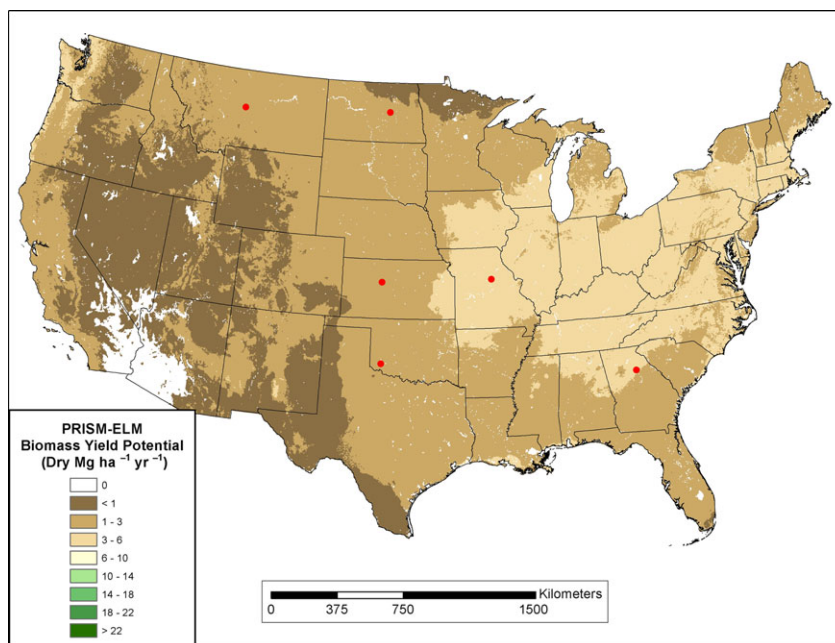 PRISM-ELM
Biomass Yield Potential
(Dry Mg ha ⁻¹ yr ⁻¹)
0
< 1
1 - 3
3 - 6
6 - 10
10 - 14
14 - 18
18 - 22
> 22
Kilometers
0 375 750 1500